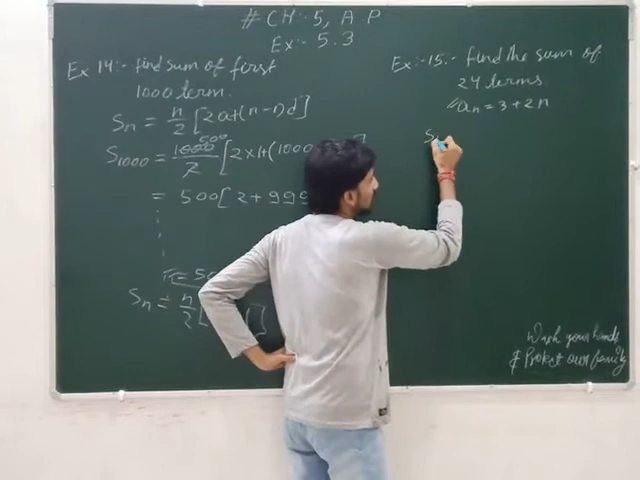 # CH:- 5, A.P
Ex:- 5.3
Ex 14:- find sum of first
1000 term.
Sn = n/2 [2a+(n-1)d]
500
S1000 = 1000/2 [2×1+(1000
= 500[2+999
Sn = n/2 [
Ex:-15:- find the sum of
24 terms.
an = 3+2n
S
Wash your hands
& Protect our family